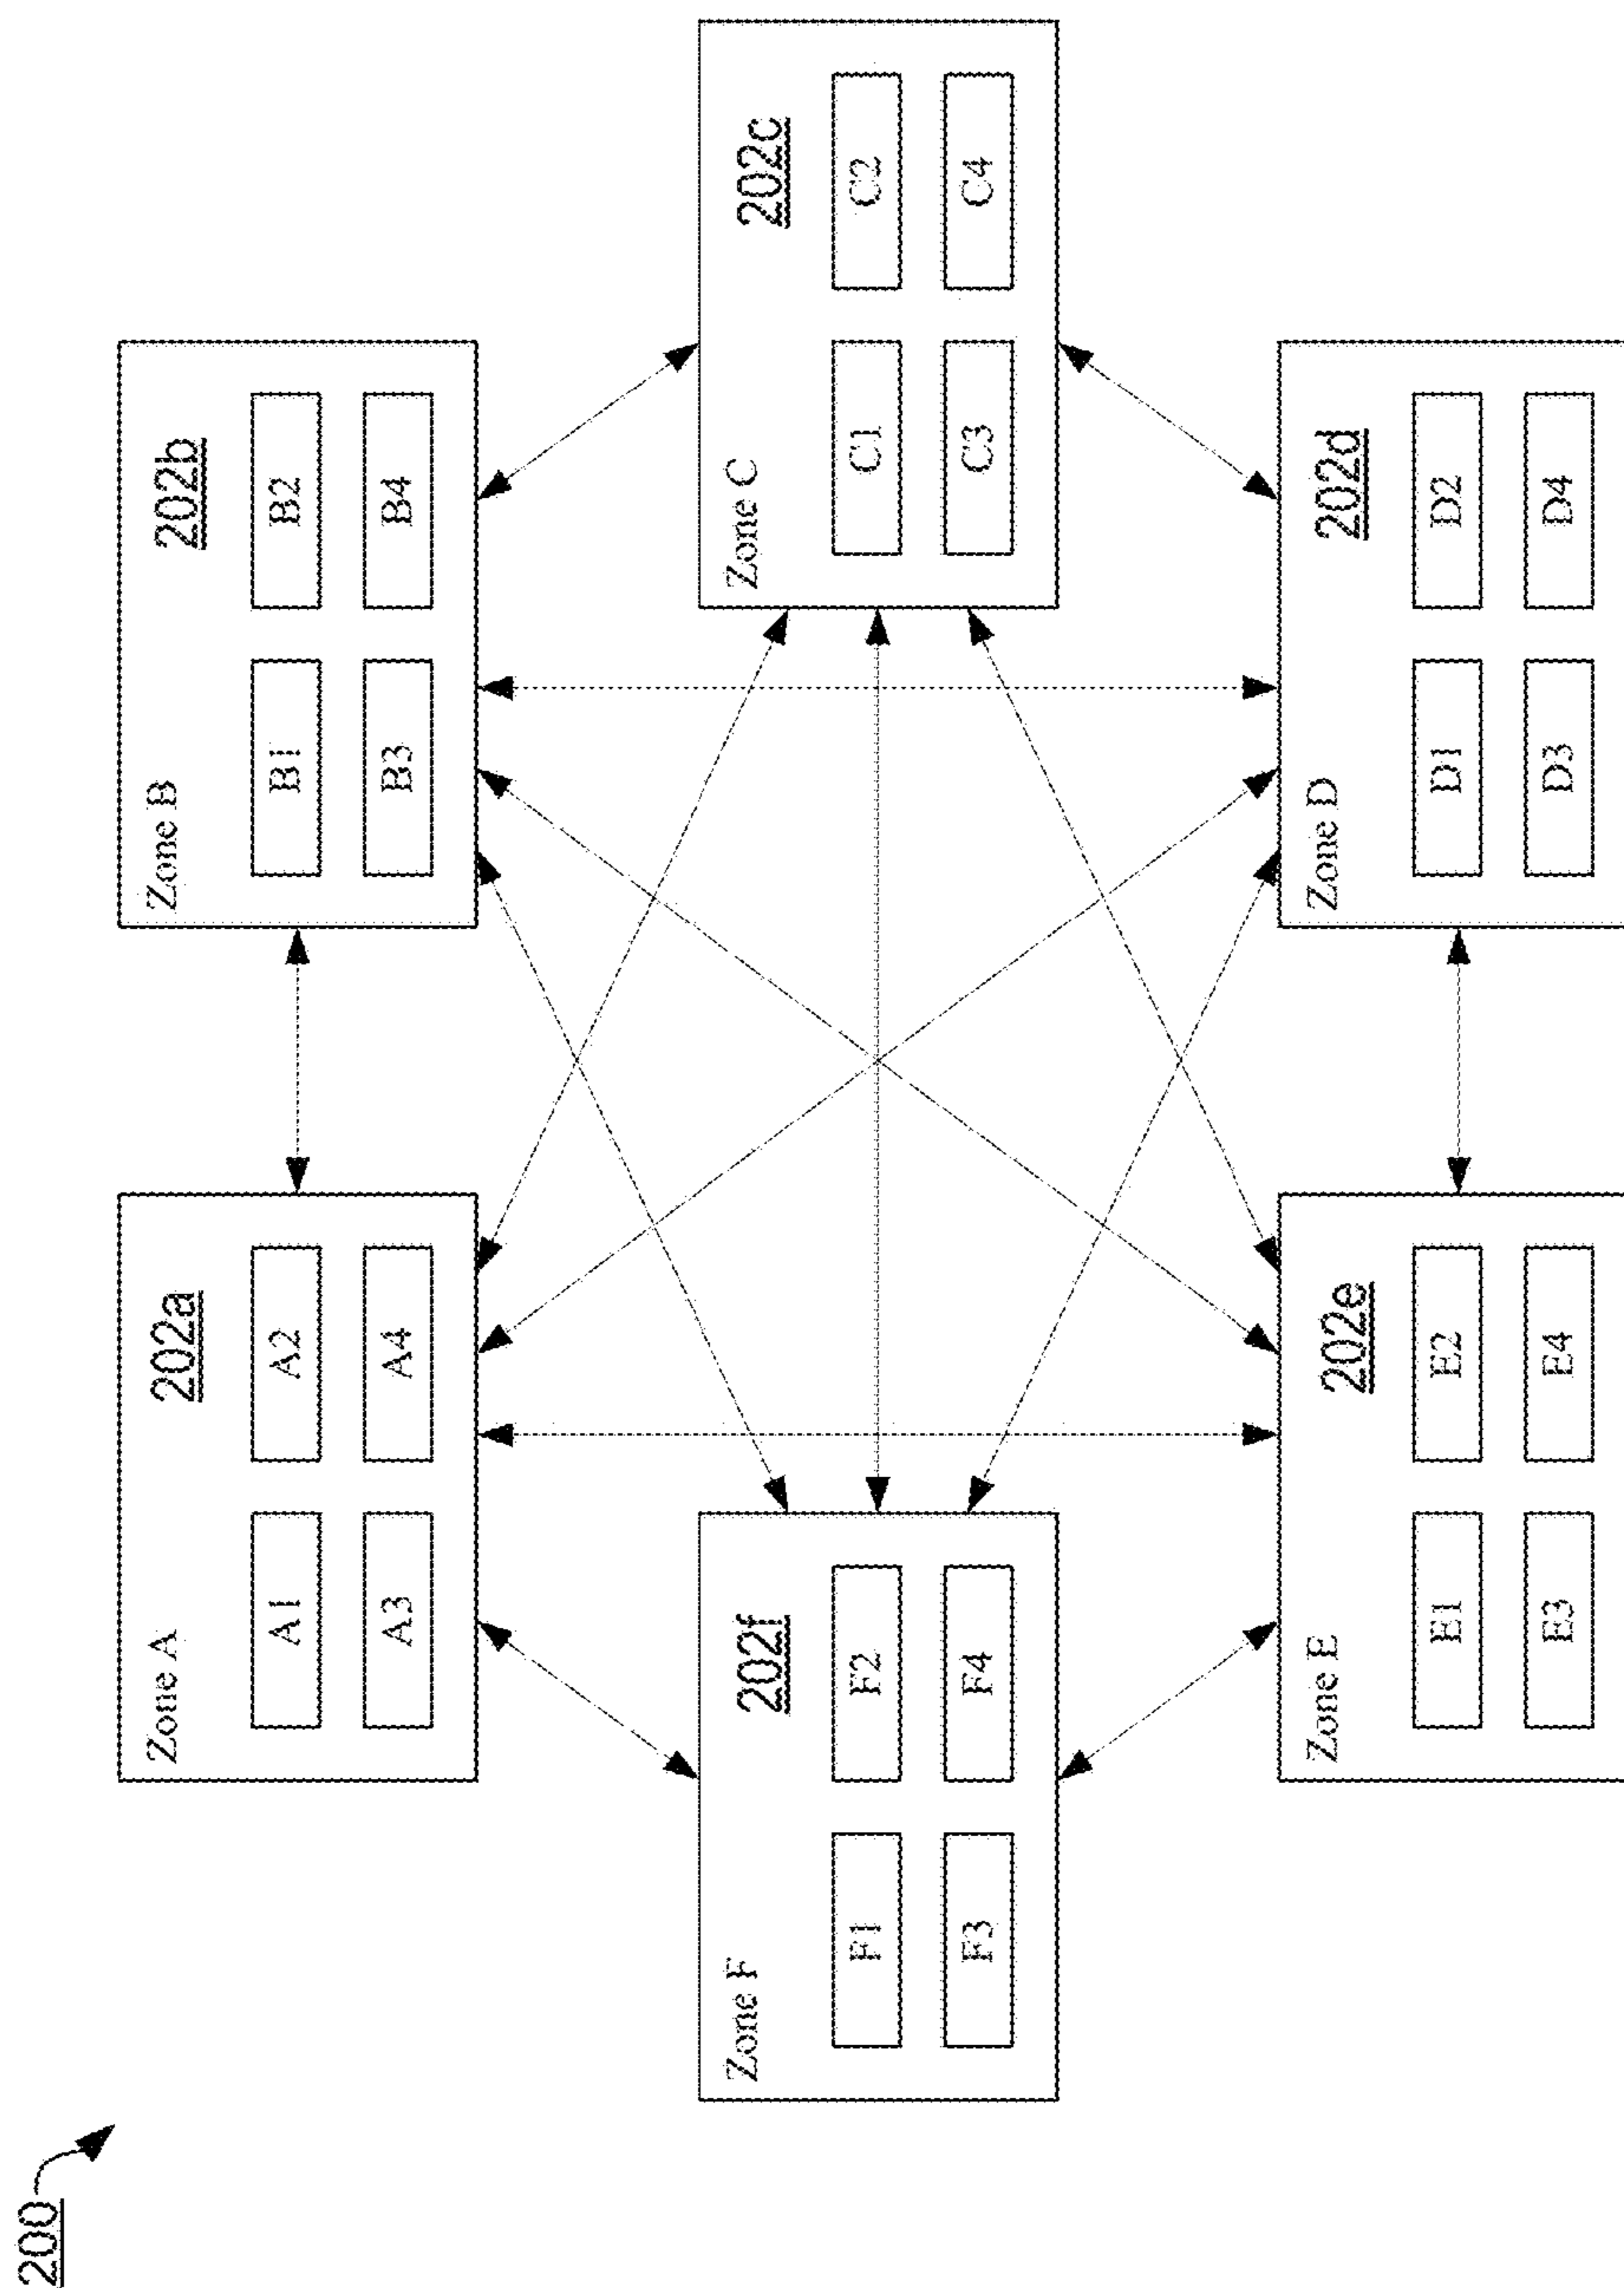 200
Zone A
202a
A1
A2
A3
A4
Zone B
202b
B1
B2
B3
B4
Zone F
202f
F1
F2
F3
F4
Zone C
202c
C1
C2
C3
C4
Zone E
202e
E1
E2
E3
E4
Zone D
202d
D1
D2
D3
D4